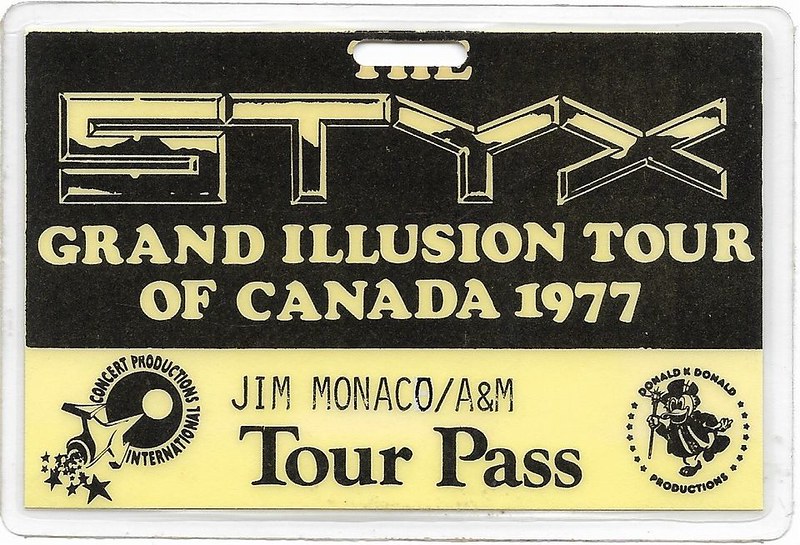 THE
STYX
GRAND ILLUSION TOUR
OF CANADA 1977
CONCERT PRODUCTIONS
INTERNATIONAL
JIM MONACO/A&M
Tour Pass
DONALD K DONALD
PRODUCTIONS